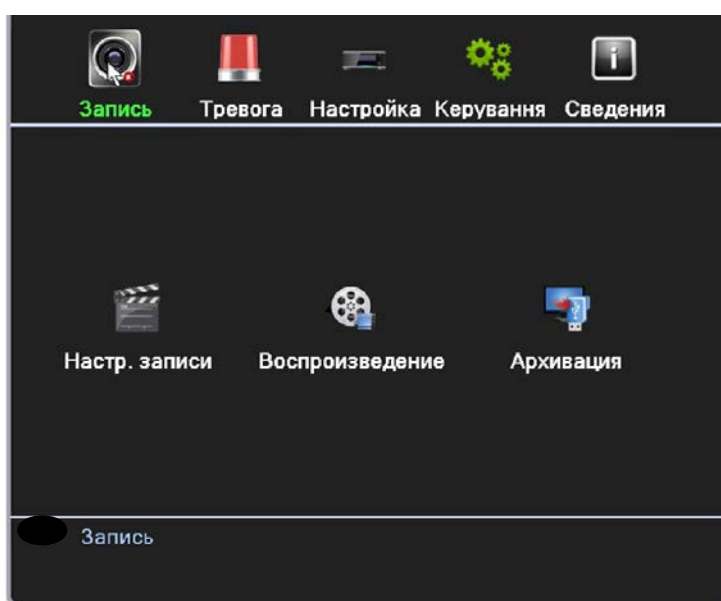 Запись Тревога Настройка Керування Сведения
Настр. записи Воспроизведение Архивация
Запись